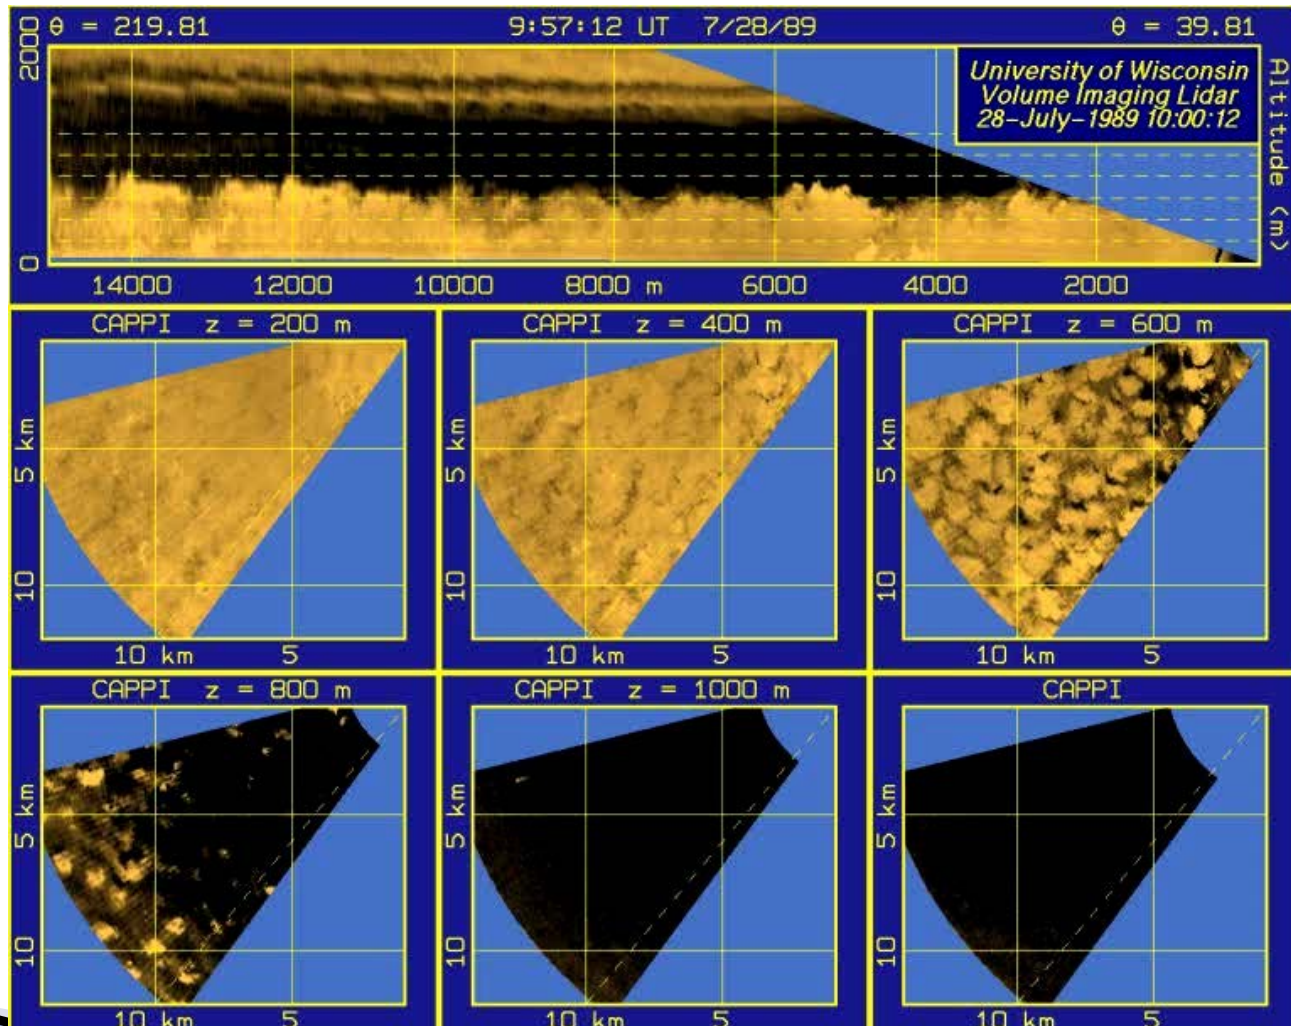 θ = 219.81 9:57:12 UT 7/28/89 θ = 39.81
2000
University of Wisconsin
Volume Imaging Lidar
28-July-1989 10:00:12
Altitude (m)
0
14000 12000 10000 8000 m 6000 4000 2000
CAPPI z = 200 m
5 km
10
10 km 5
CAPPI z = 400 m
5 km
10
10 km 5
CAPPI z = 600 m
5 km
10
10 km 5
CAPPI z = 800 m
5 km
10
10 km 5
CAPPI z = 1000 m
5 km
10
10 km 5
CAPPI
5 km
10
10 km 5